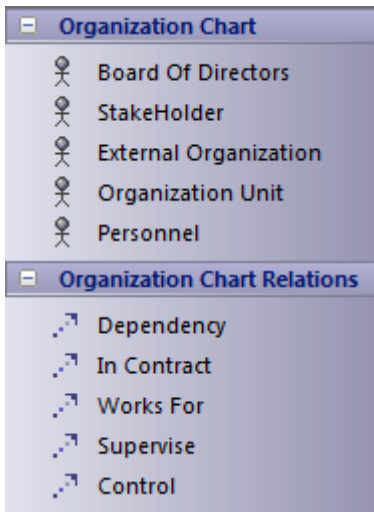 Organization Chart
Board Of Directors
StakeHolder
External Organization
Organization Unit
Personnel
Organization Chart Relations
Dependency
In Contract
Works For
Supervise
Control